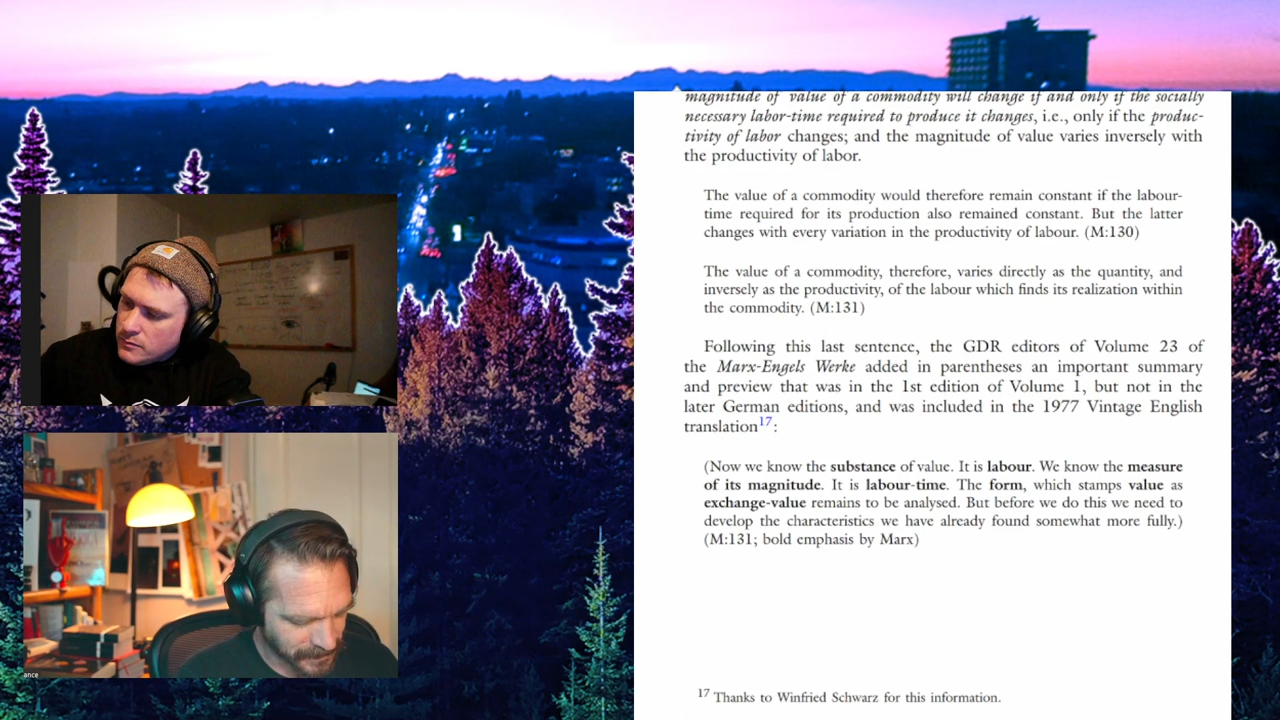 magnitude of value of a commodity will change if and only if the socially
necessary labor-time required to produce it changes, i.e., only if the produc-
tivity of labor changes; and the magnitude of value varies inversely with
the productivity of labor.
The value of a commodity would therefore remain constant if the labour-
time required for its production also remained constant. But the latter
changes with every variation in the productivity of labour. (M:130)
The value of a commodity, therefore, varies directly as the quantity, and
inversely as the productivity, of the labour which finds its realization within
the commodity. (M:131)
Following this last sentence, the GDR editors of Volume 23 of
the Marx-Engels Werke added in parentheses an important summary
and preview that was in the 1st edition of Volume 1, but not in the
later German editions, and was included in the 1977 Vintage English
translation17:
(Now we know the substance of value. It is labour. We know the measure
of its magnitude. It is labour-time. The form, which stamps value as
exchange-value remains to be analysed. But before we do this we need to
develop the characteristics we have already found somewhat more fully.)
(M:131; bold emphasis by Marx)
17 Thanks to Winfried Schwarz for this information.
ance